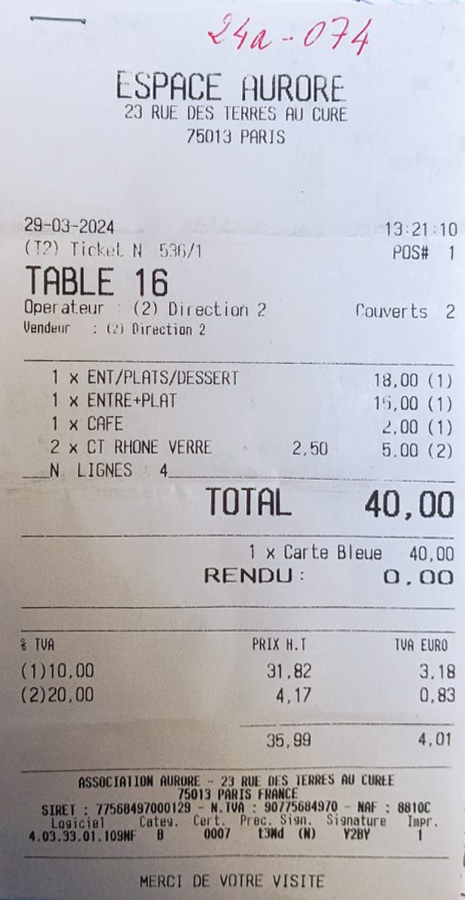 24a-074
ESPACE AURORE
23 RUE DES TERRES AU CURE
75013 PARIS
29-03-2024 13:21:10
(T2) Ticket N 536/1 POS# 1
TABLE 16
Operateur : (2) Direction 2 Couverts 2
Vendeur : (2) Direction 2
1 x ENT/PLATS/DESSERT 18,00 (1)
1 x ENTRE+PLAT 15,00 (1)
1 x CAFE 2,00 (1)
2 x CT RHONE VERRE 2,50 5,00 (2)
N LIGNES 4
TOTAL 40,00
1 x Carte Bleue 40,00
RENDU : 0,00
% TVA PRIX H.T TVA EURO
(1)10,00 31,82 3,18
(2)20,00 4,17 0,83
35,99 4,01
ASSOCIATION AURORE - 23 RUE DES TERRES AU CUREE
75013 PARIS FRANCE
SIRET : 77568497000129 - N.TVA : 90775684970 - NAF : 8810C
Logiciel Categ. Cert. Prec. Sign. Signature Impr.
4.03.33.01.109NF B 0007 t3Nd (N) Y2BY 1
MERCI DE VOTRE VISITE